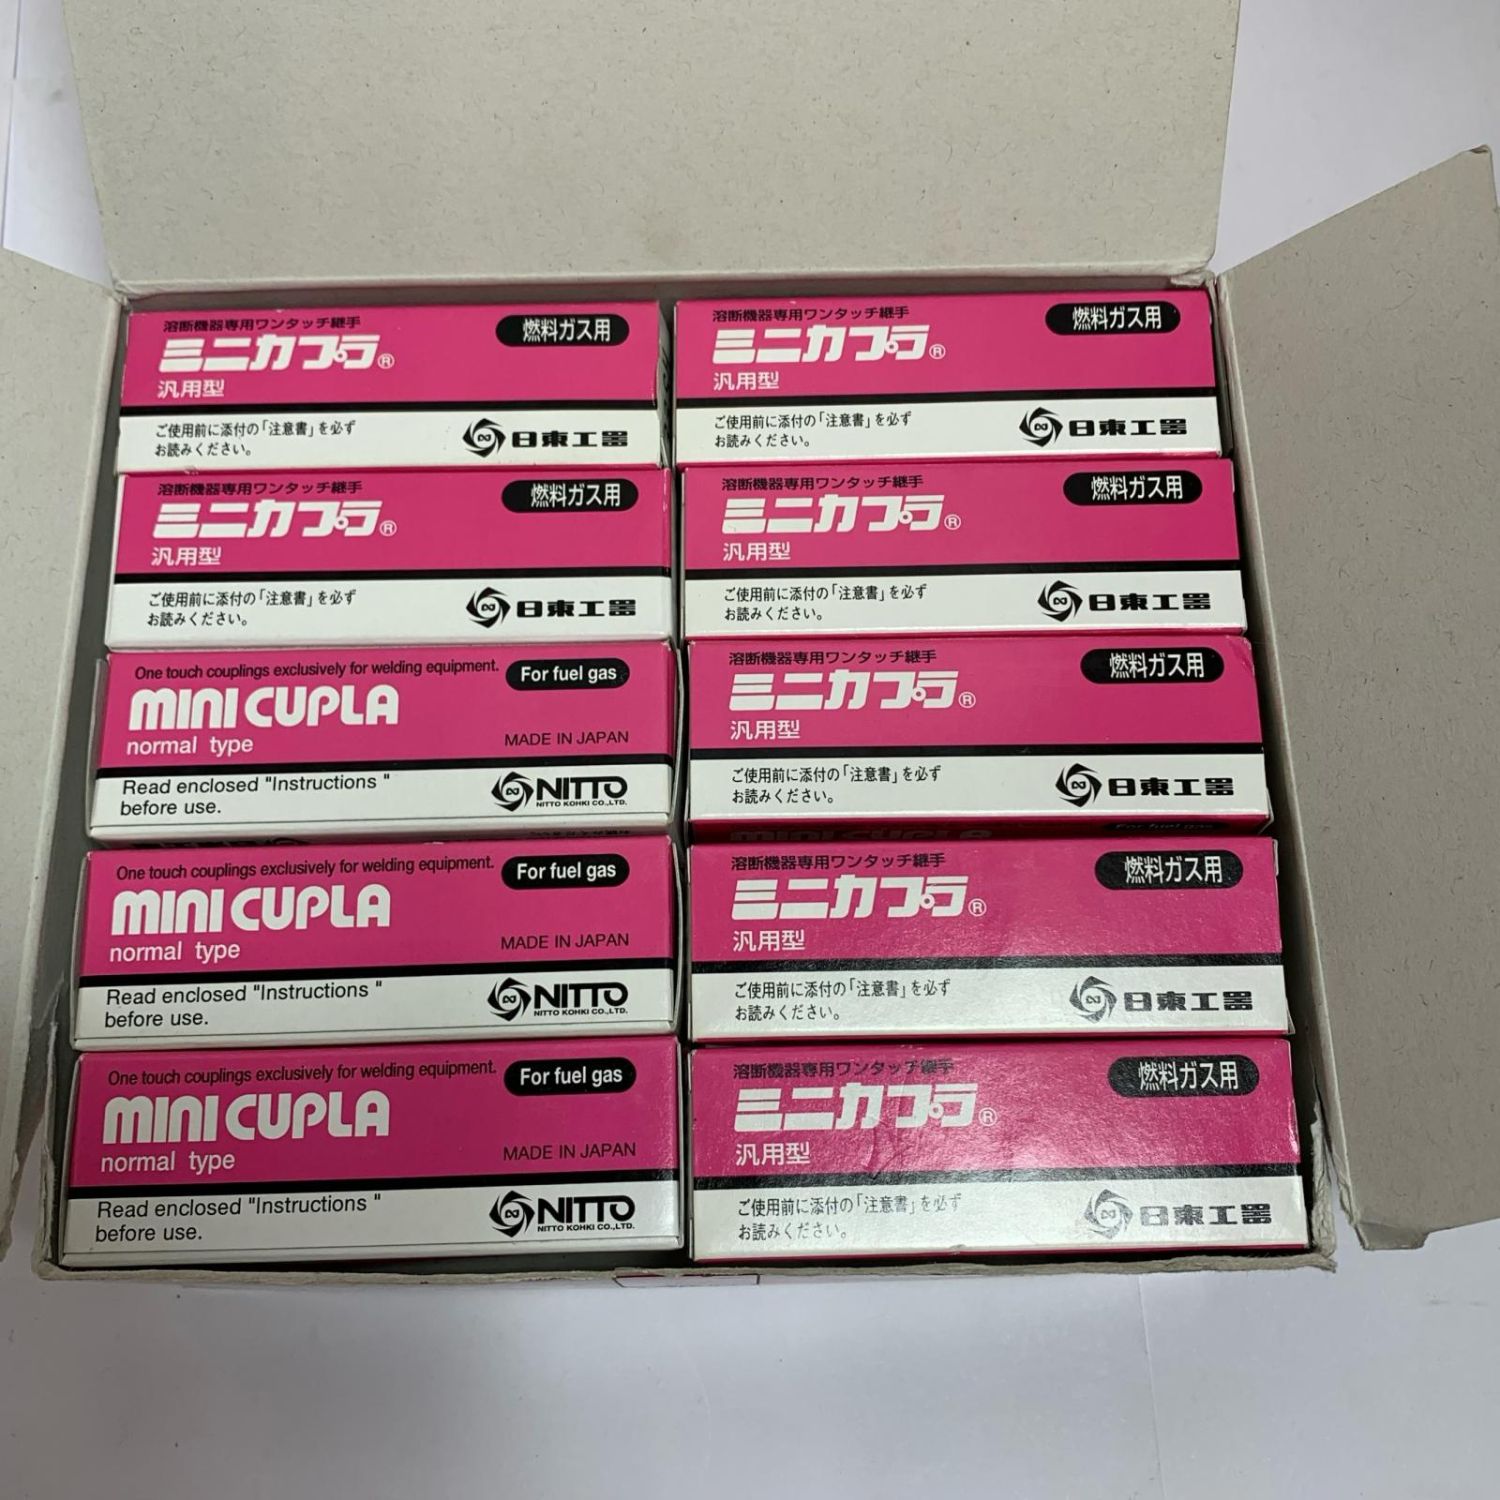 溶断機器専用ワンタッチ継手
燃料ガス用
ミニカプラ®
汎用型
ご使用前に添付の「注意書」を必ず
お読みください。
日東工器
溶断機器専用ワンタッチ継手
燃料ガス用
ミニカプラ®
汎用型
ご使用前に添付の「注意書」を必ず
お読みください。
日東工器
溶断機器専用ワンタッチ継手
燃料ガス用
ミニカプラ®
汎用型
ご使用前に添付の「注意書」を必ず
お読みください。
日東工器
溶断機器専用ワンタッチ継手
燃料ガス用
ミニカプラ®
汎用型
ご使用前に添付の「注意書」を必ず
お読みください。
日東工器
One touch couplings exclusively for welding equipment.
For fuel gas
MINI CUPLA
normal type
MADE IN JAPAN
Read enclosed "Instructions "
before use.
NITTO
NITTO KOHKI CO.,LTD.
溶断機器専用ワンタッチ継手
燃料ガス用
ミニカプラ®
汎用型
ご使用前に添付の「注意書」を必ず
お読みください。
日東工器
One touch couplings exclusively for welding equipment.
For fuel gas
MINI CUPLA
normal type
MADE IN JAPAN
Read enclosed "Instructions "
before use.
NITTO
NITTO KOHKI CO.,LTD.
MINI CUPLA
For fuel gas
溶断機器専用ワンタッチ継手
燃料ガス用
ミニカプラ®
汎用型
ご使用前に添付の「注意書」を必ず
お読みください。
日東工器
One touch couplings exclusively for welding equipment.
For fuel gas
MINI CUPLA
normal type
MADE IN JAPAN
Read enclosed "Instructions "
before use.
NITTO
NITTO KOHKI CO.,LTD.
溶断機器専用ワンタッチ継手
燃料ガス用
ミニカプラ®
汎用型
ご使用前に添付の「注意書」を必ず
お読みください。
日東工器